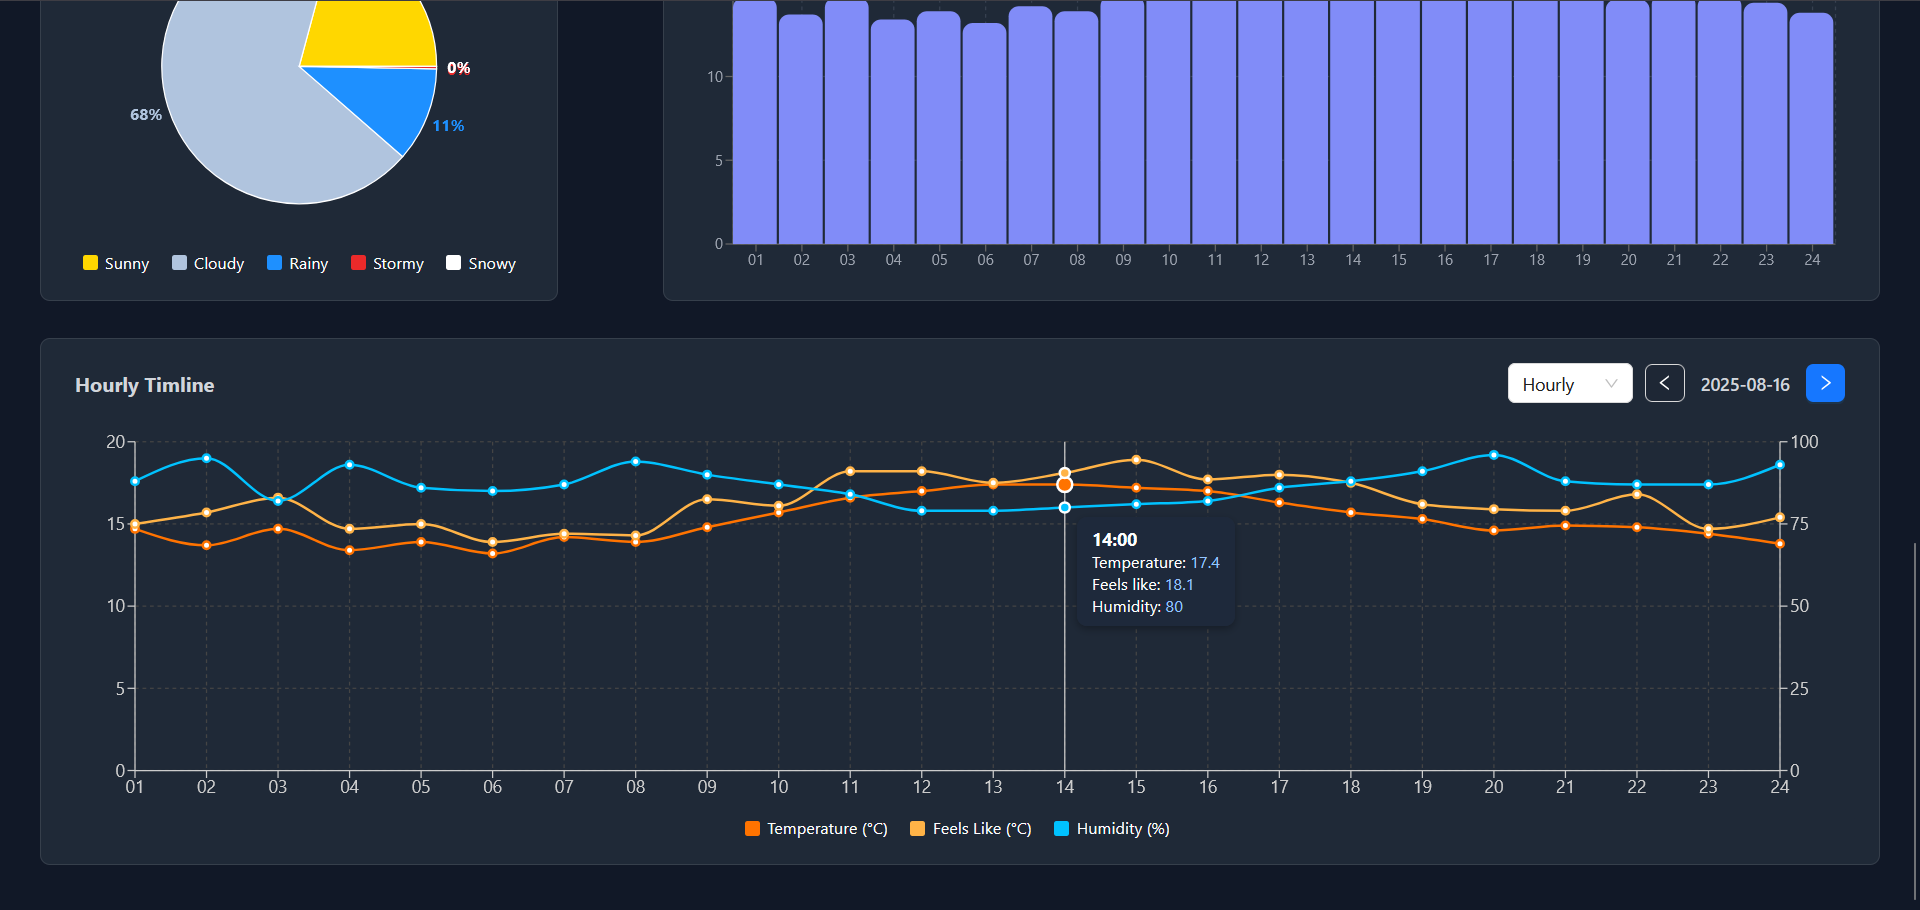 0%
68%
11%
Sunny Cloudy Rainy Stormy Snowy
10
5
0
01 02 03 04 05 06 07 08 09 10 11 12 13 14 15 16 17 18 19 20 21 22 23 24
Hourly Timline
Hourly
2025-08-16
20
15
10
5
0
100
75
50
25
0
14:00
Temperature: 17.4
Feels like: 18.1
Humidity: 80
01 02 03 04 05 06 07 08 09 10 11 12 13 14 15 16 17 18 19 20 21 22 23 24
Temperature (°C) Feels Like (°C) Humidity (%)